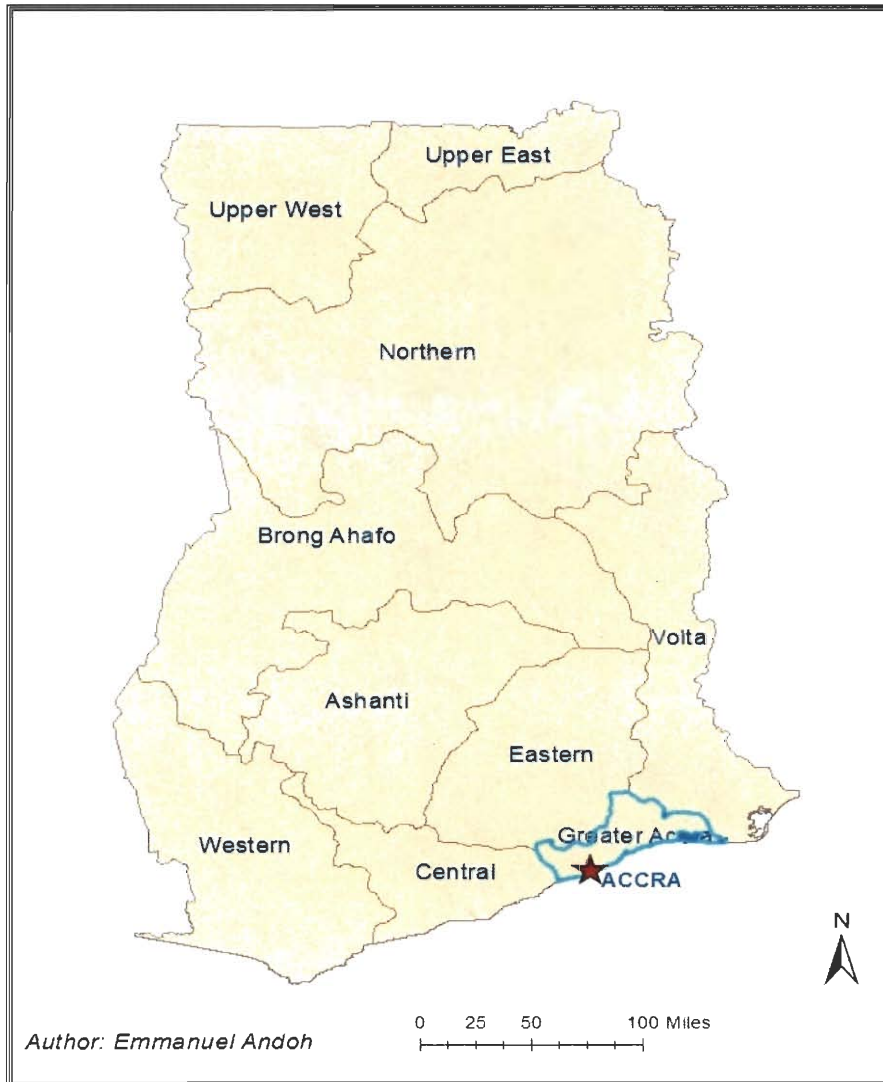 Upper East
Upper West
Northern
Brong Ahafo
Volta
Ashanti
Eastern
Greater Accra
Western
Central
ACCRA
N
0 25 50 100 Miles
Author: Emmanuel Andoh